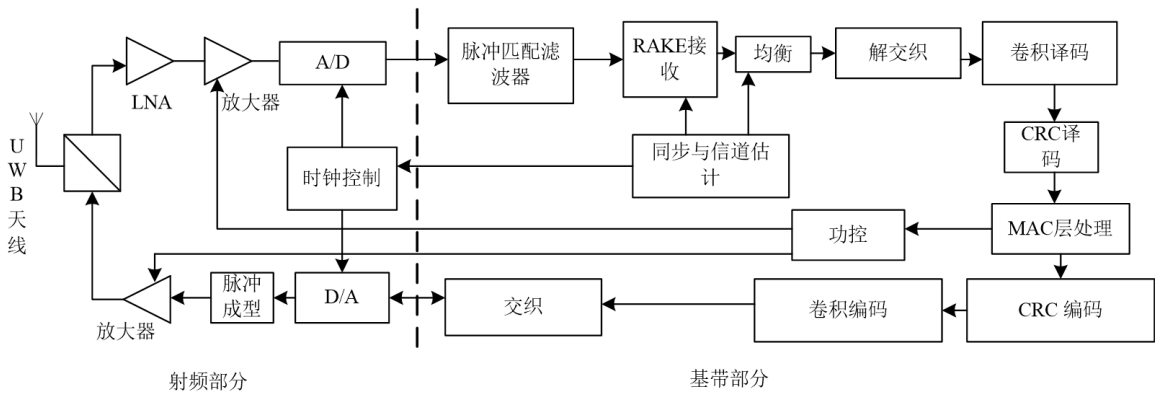 A/D
脉冲匹配滤
波器
RAKE接
收
均衡
解交织
卷积译码
LNA
放大器
CRC译
码
U
W
B
天
线
时钟控制
同步与信道估
计
功控
MAC层处理
脉冲
成型
D/A
交织
卷积编码
CRC 编码
放大器
射频部分
基带部分